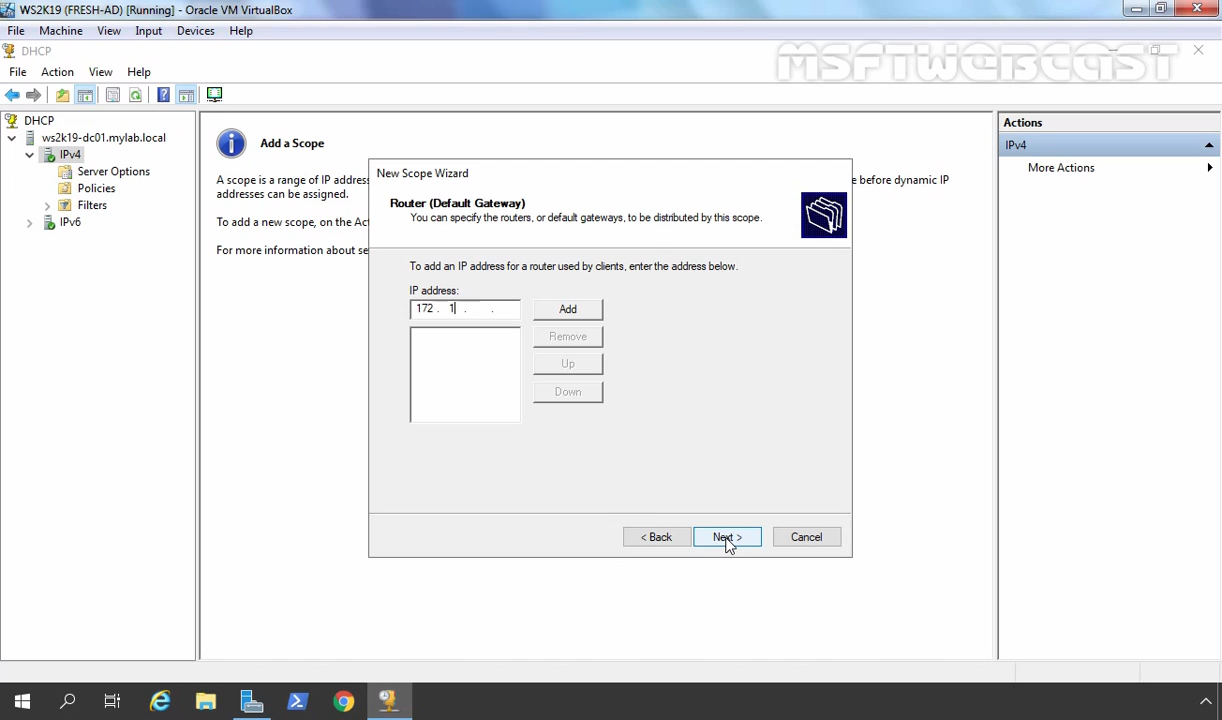 WS2K19 (FRESH-AD) [Running] - Oracle VM VirtualBox
File Machine View Input Devices Help
DHCP
MSFTWEBCAST
File Action View Help
DHCP
ws2k19-dc01.mylab.local
IPv4
Server Options
Policies
Filters
IPv6
Add a Scope
A scope is a range of IP addres
e before dynamic IP
addresses can be assigned.
To add a new scope, on the Act
For more information about se
New Scope Wizard
Router (Default Gateway)
You can specify the routers, or default gateways, to be distributed by this scope.
To add an IP address for a router used by clients, enter the address below.
IP address:
172 . 1 . .
Add
Remove
Up
Down
< Back
Next >
Cancel
Actions
IPv4
More Actions